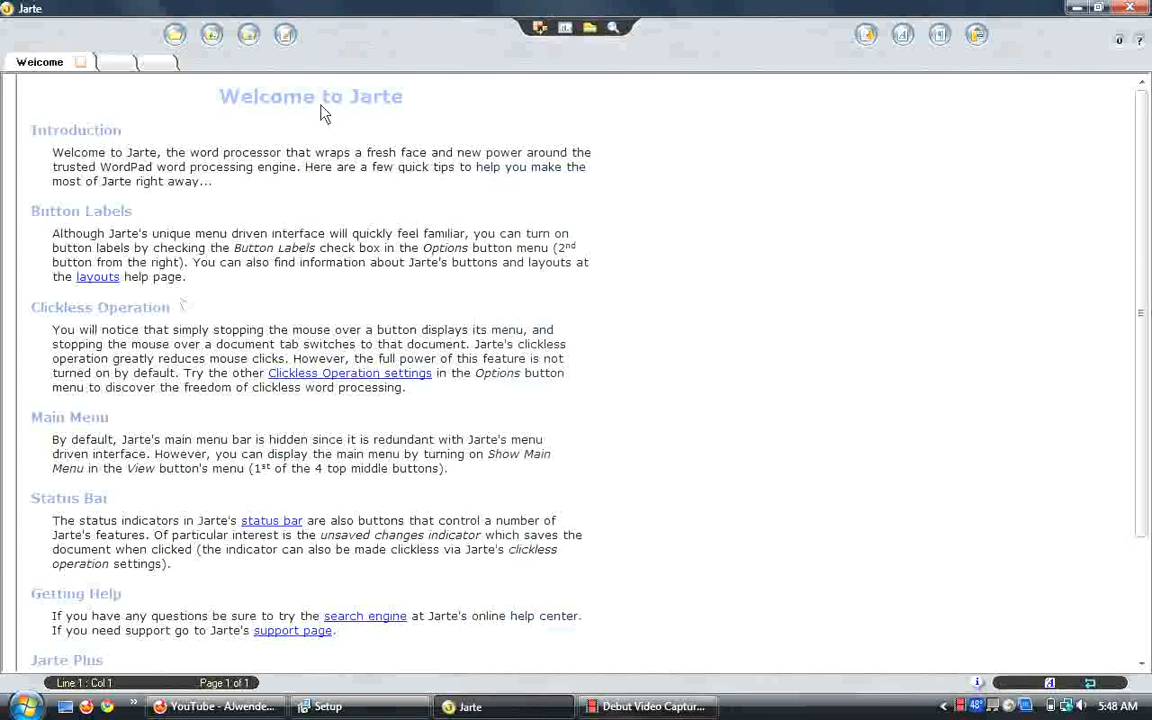 Jarte
Welcome
Welcome to Jarte
Introduction
Welcome to Jarte, the word processor that wraps a fresh face and new power around the
trusted WordPad word processing engine. Here are a few quick tips to help you make the
most of Jarte right away...
Button Labels
Although Jarte's unique menu driven interface will quickly feel familiar, you can turn on
button labels by checking the Button Labels check box in the Options button menu (2nd
button from the right). You can also find information about Jarte's buttons and layouts at
the layouts help page.
Clickless Operation
You will notice that simply stopping the mouse over a button displays its menu, and
stopping the mouse over a document tab switches to that document. Jarte's clickless
operation greatly reduces mouse clicks. However, the full power of this feature is not
turned on by default. Try the other Clickless Operation settings in the Options button
menu to discover the freedom of clickless word processing.
Main Menu
By default, Jarte's main menu bar is hidden since it is redundant with Jarte's menu
driven interface. However, you can display the main menu by turning on Show Main
Menu in the View button's menu (1st of the 4 top middle buttons).
Status Bar
The status indicators in Jarte's status bar are also buttons that control a number of
Jarte's features. Of particular interest is the unsaved changes indicator which saves the
document when clicked (the indicator can also be made clickless via Jarte's clickless
operation settings).
Getting Help
If you have any questions be sure to try the search engine at Jarte's online help center.
If you need support go to Jarte's support page.
Jarte Plus
Line 1 : Col 1 Page 1 of 1
YouTube - AJwende... Setup Jarte Debut Video Captur... 48° 5:48 AM